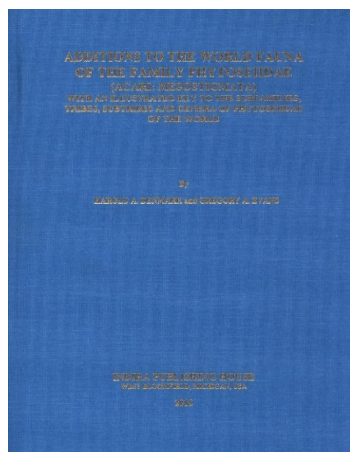 ADDITIONS TO THE WORLD FAUNA
OF THE FAMILY PHYTOSEIIDAE
(ACARI: MESOSTIGMATA)
WITH AN ILLUSTRATED KEY TO THE SUBFAMILIES,
TRIBES, SUBTRIBES AND GENERA OF PHYTOSEIIDAE
OF THE WORLD
By
HAROLD A. DENMARK and GREGORY A. EVANS
INDIRA PUBLISHING HOUSE
WEST BLOOMFIELD, MICHIGAN, USA